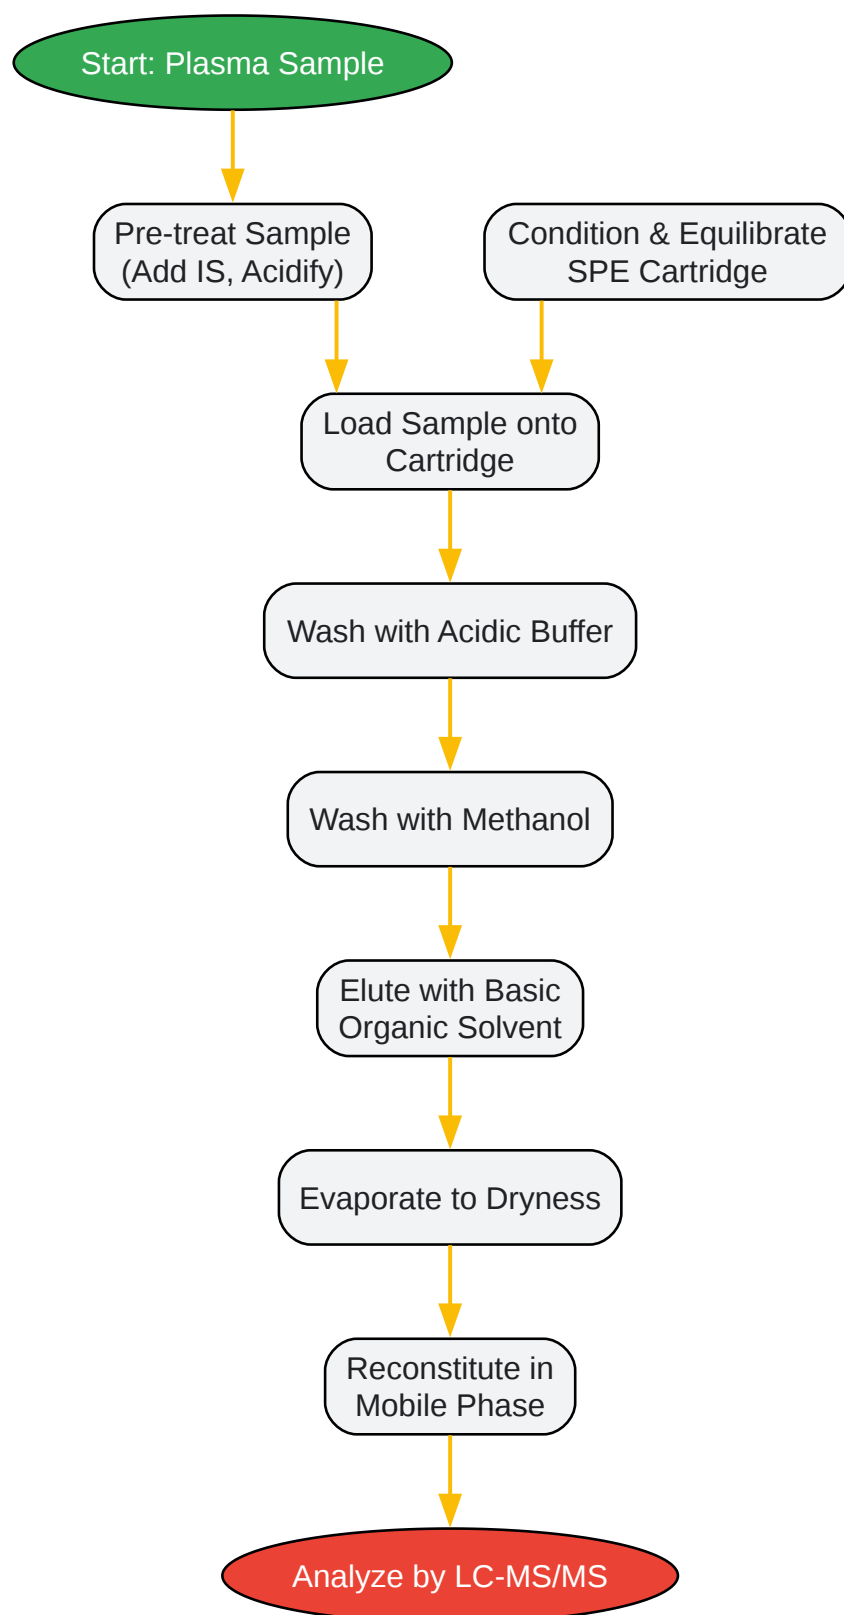 Start: Plasma Sample
Pre-treat Sample
(Add IS, Acidify)
Condition & Equilibrate
SPE Cartridge
Load Sample onto
Cartridge
Wash with Acidic Buffer
Wash with Methanol
Elute with Basic
Organic Solvent
Evaporate to Dryness
Reconstitute in
Mobile Phase
Analyze by LC-MS/MS